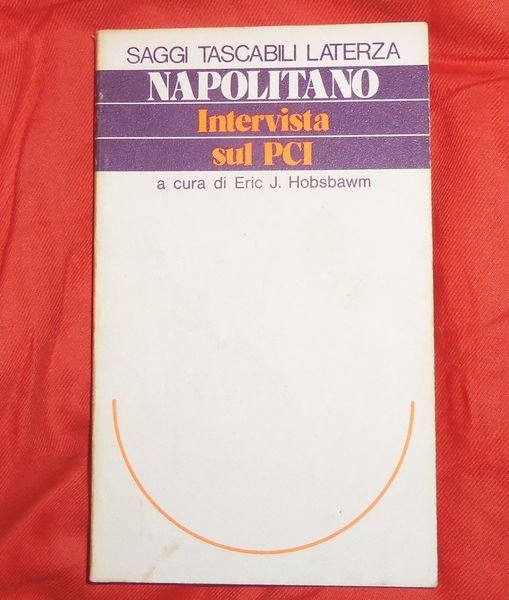 SAGGI TASCABILI LATERZA
NAPOLITANO
Intervista
sul PCI
a cura di Eric J. Hobsbawm